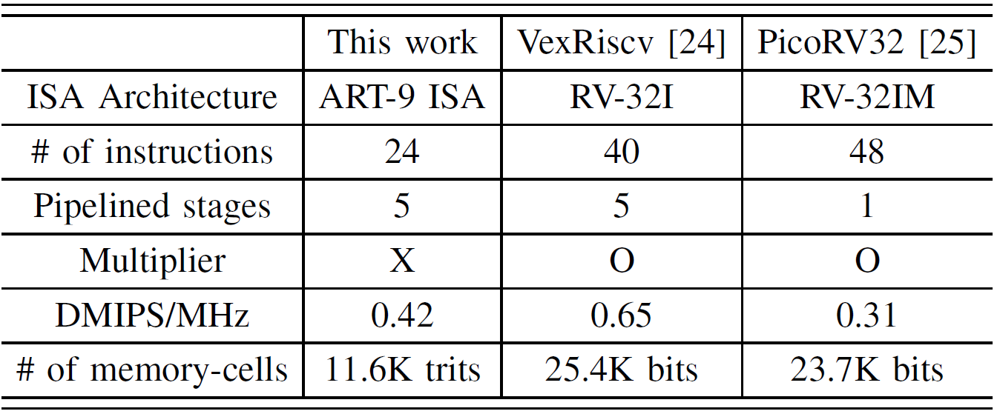 This work VexRiscv [24] PicoRV32 [25]
ISA Architecture ART-9 ISA RV-32I RV-32IM
# of instructions 24 40 48
Pipelined stages 5 5 1
Multiplier X O O
DMIPS/MHz 0.42 0.65 0.31
# of memory-cells 11.6K trits 25.4K bits 23.7K bits